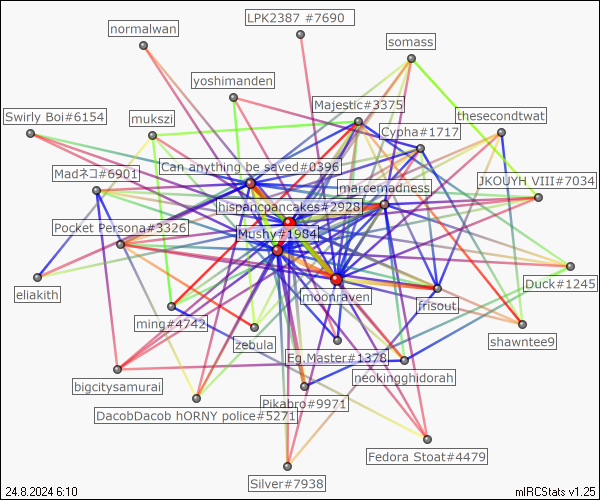 LPK2387 #7690
normalwan
somass
yoshimanden
Majestic#3375
Swirly Boi#6154
mukszi
thesecondtwat
Cypha#1717
Can anything be saved#0396
Madネコ#6901
JKOUYH VIII#7034
marcemadness
hispancpancakes#2928
Pocket Persona#3326
Mushy#1984
Duck#1245
eliakith
moonraven
frisout
ming#4742
shawntee9
zebula
Eg.Master#1378
neokingghidorah
bigcitysamurai
Pikabro#9971
DacobDacob hORNY police#5271
Fedora Stoat#4479
Silver#7938
24.8.2024 6:10
mIRCStats v1.25